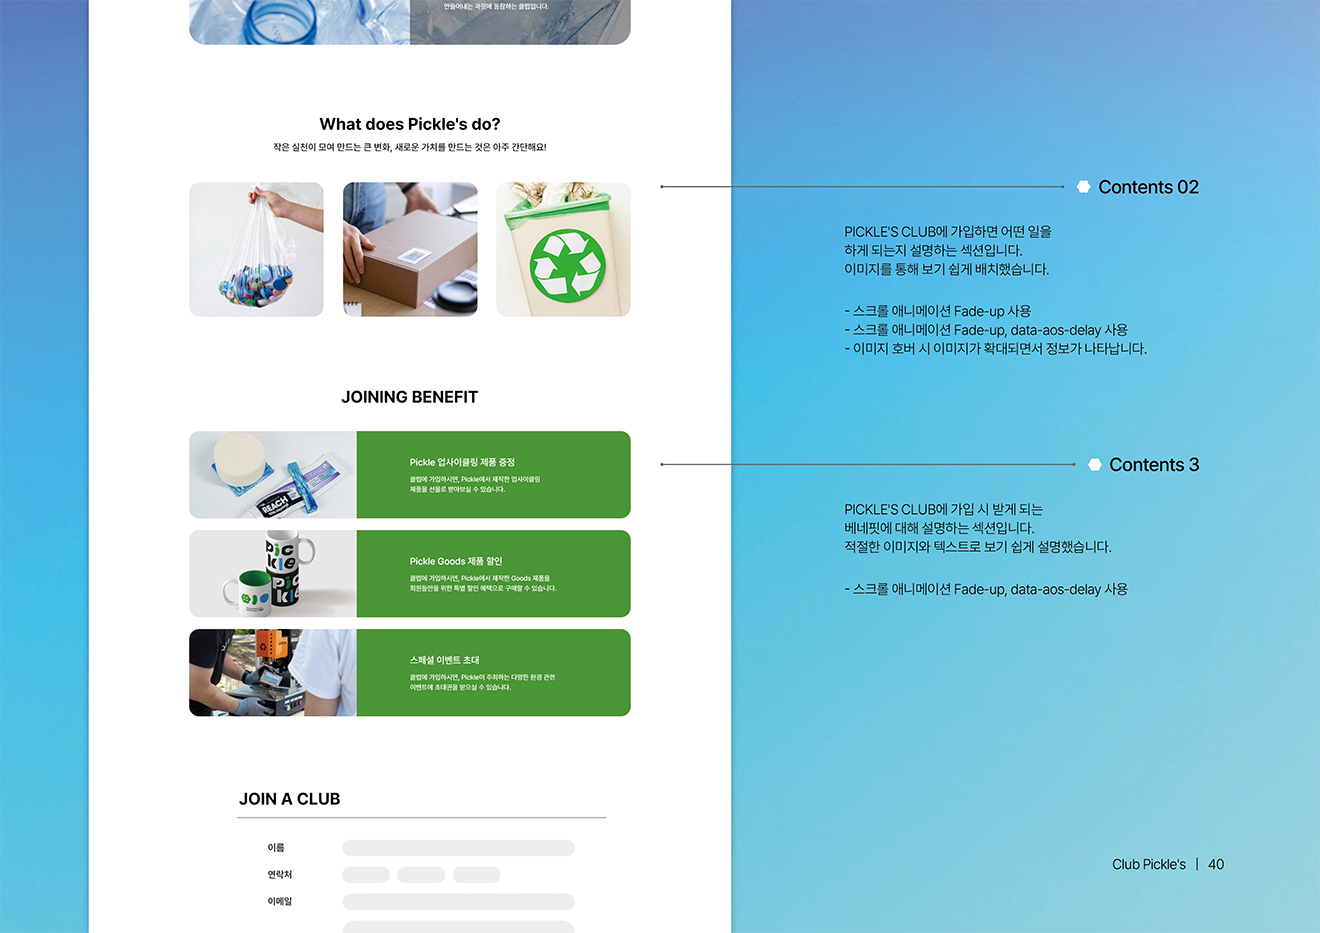 만들어내는 과정에 동참하는 클럽입니다.
What does Pickle's do?
작은 실천이 모여 만드는 큰 변화, 새로운 가치를 만드는 것은 아주 간단해요!
JOINING BENEFIT
REACH
Pickle 업사이클링 제품 증정
클럽에 가입하시면, Pickle에서 제작한 업사이클링
제품을 선물로 받아보실 수 있습니다.
Pickle Goods 제품 할인
클럽에 가입하시면, Pickle에서 제작한 Goods 제품을
회원들만을 위한 특별 할인 혜택으로 구매할 수 있습니다.
스페셜 이벤트 초대
클럽에 가입하시면, Pickle이 주최하는 다양한 환경 관련
이벤트에 초대권을 받으실 수 있습니다.
JOIN A CLUB
이름
연락처
이메일
Contents 02
PICKLE'S CLUB에 가입하면 어떤 일을
하게 되는지 설명하는 섹션입니다.
이미지를 통해 보기 쉽게 배치했습니다.
- 스크롤 애니메이션 Fade-up 사용
- 스크롤 애니메이션 Fade-up, data-aos-delay 사용
- 이미지 호버 시 이미지가 확대되면서 정보가 나타납니다.
Contents 3
PICKLE'S CLUB에 가입 시 받게 되는
베네핏에 대해 설명하는 섹션입니다.
적절한 이미지와 텍스트로 보기 쉽게 설명했습니다.
- 스크롤 애니메이션 Fade-up, data-aos-delay 사용
Club Pickle's | 40